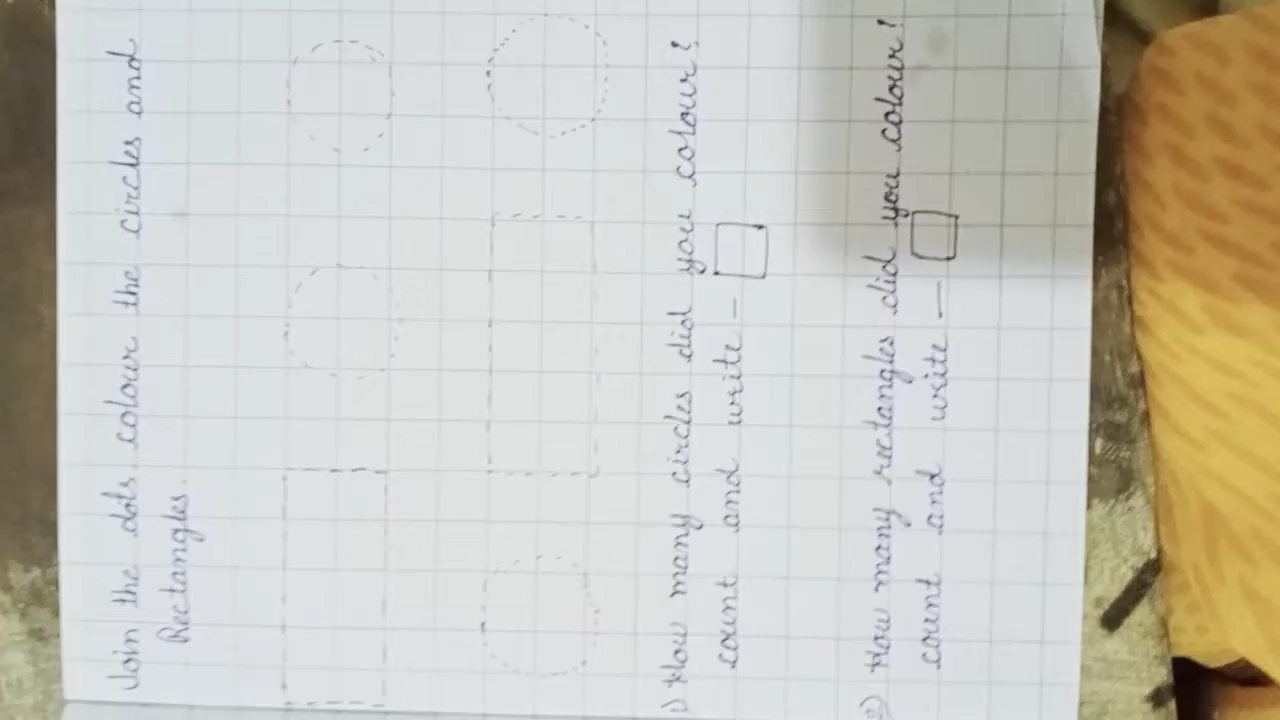 Join the dots. colour the circles and
Rectangles.
1) How many circles did you colour?
count and write –
2) How many rectangles did you colour?
count and write –